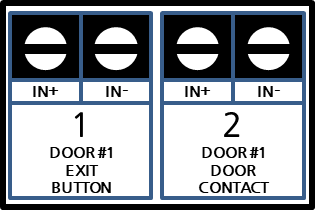 IN+ IN- IN+ IN-
1 2
DOOR #1 DOOR #1
EXIT DOOR
BUTTON CONTACT